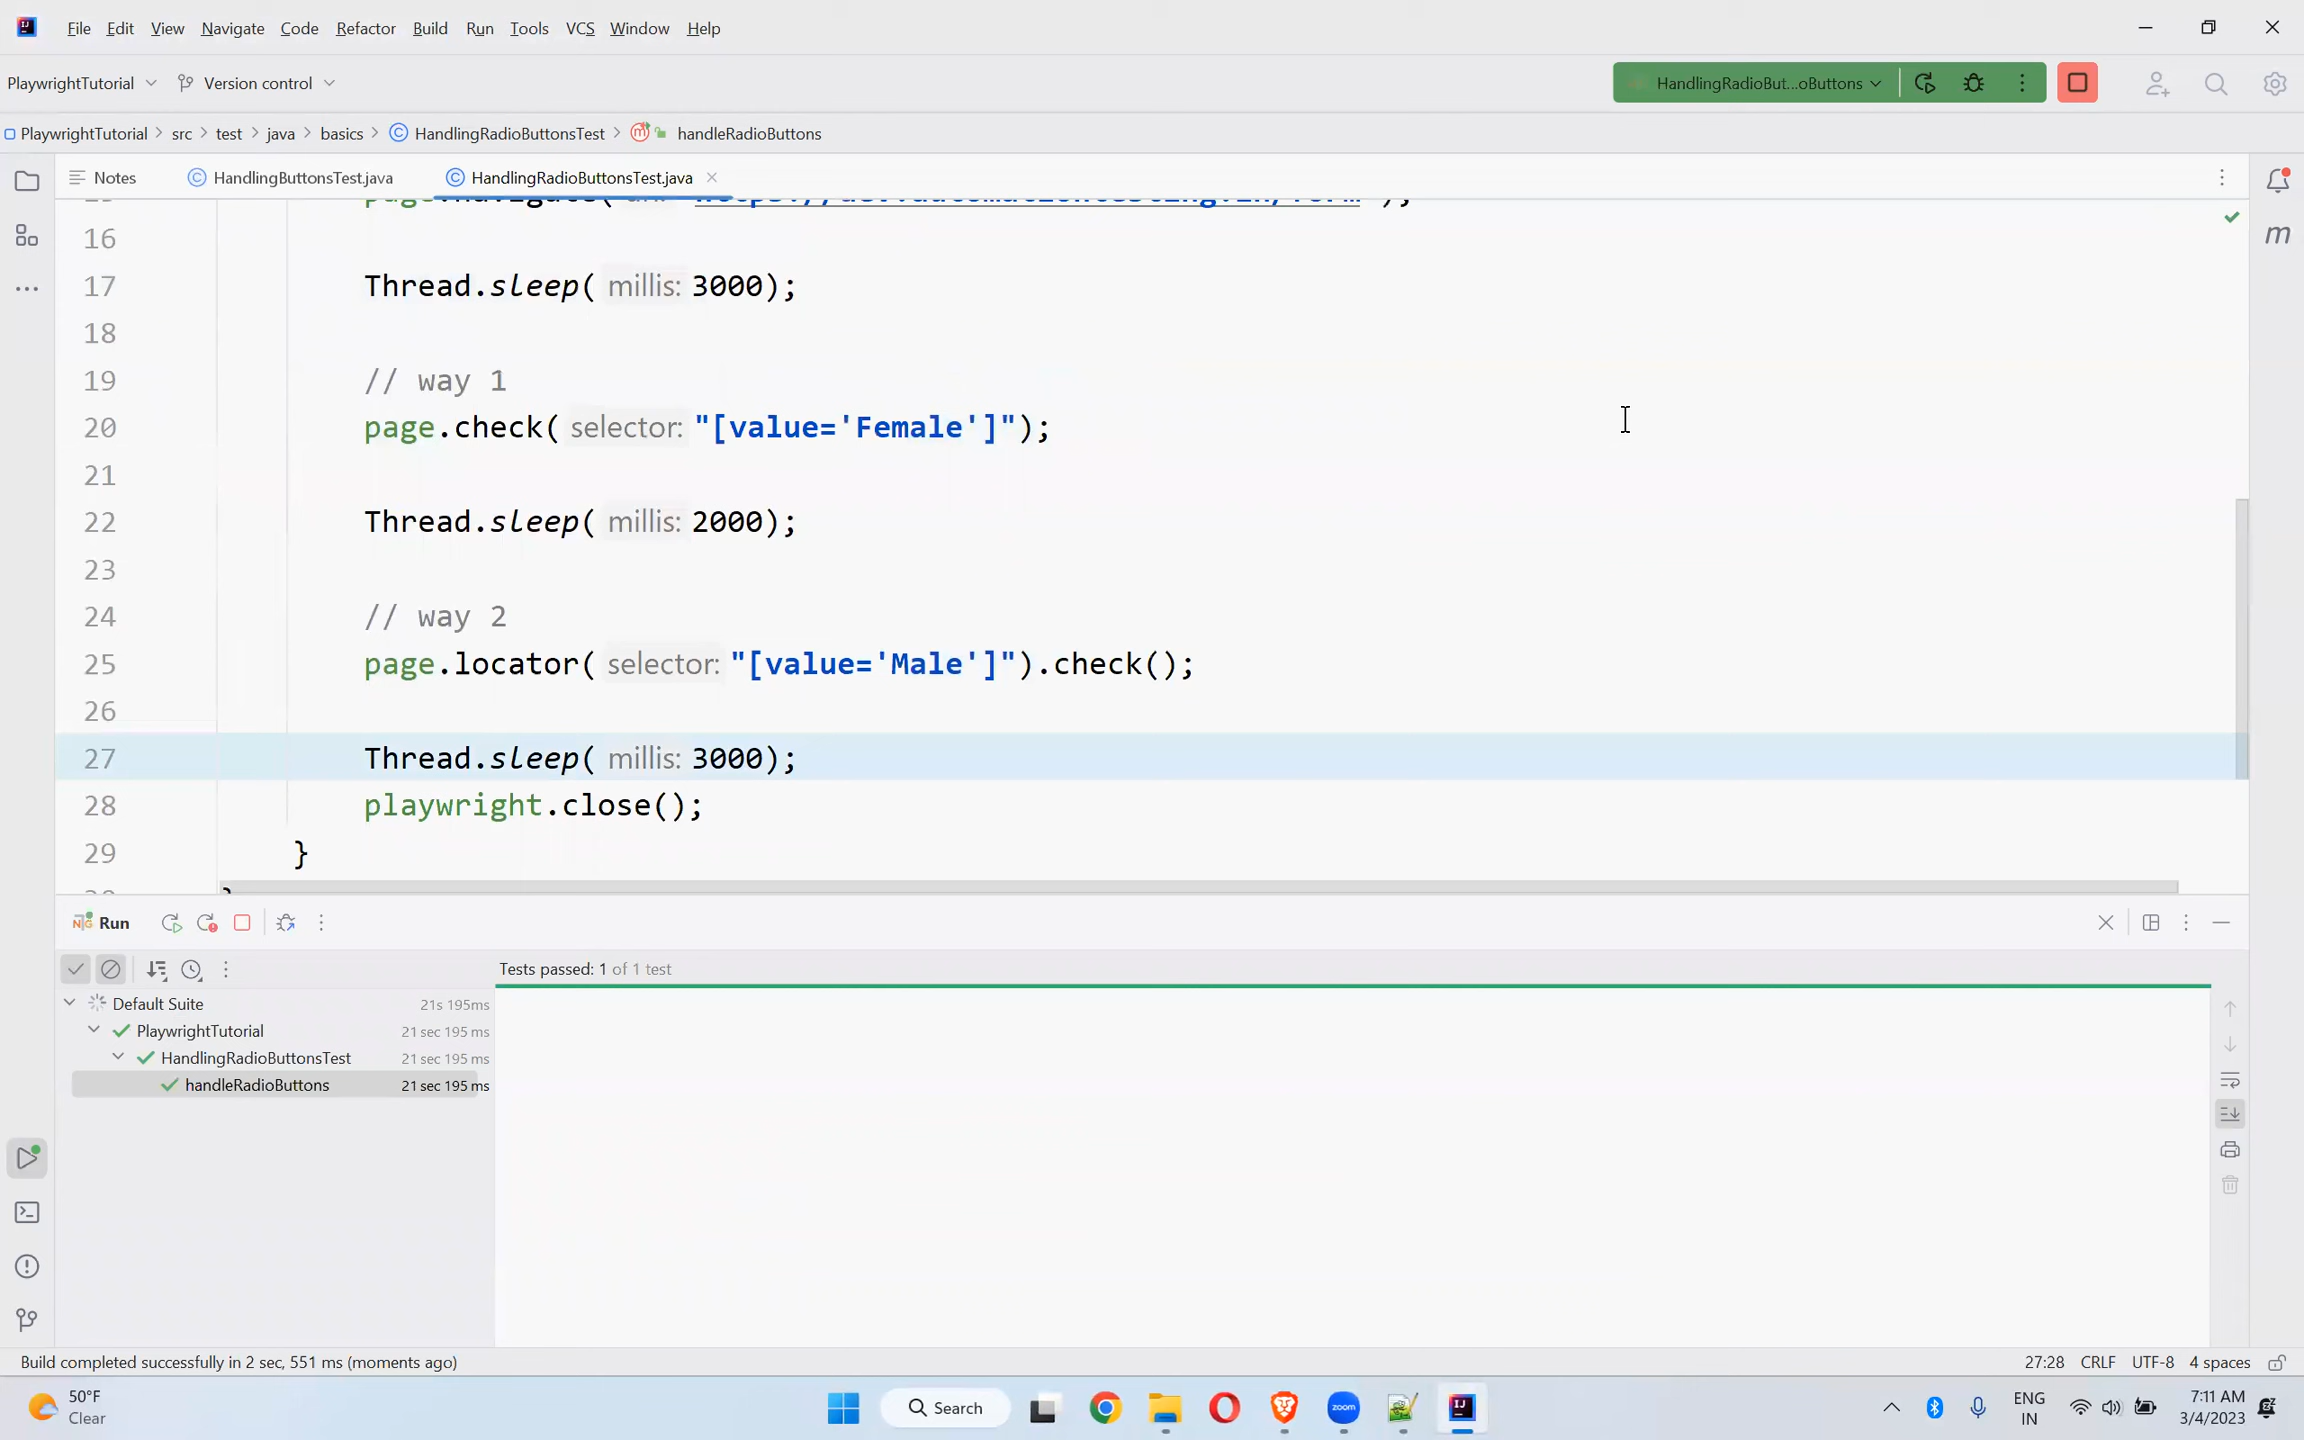 File Edit View Navigate Code Refactor Build Run Tools VCS Window Help
PlaywrightTutorial Version control HandlingRadioBut...oButtons
PlaywrightTutorial > src > test > java > basics > HandlingRadioButtonsTest > handleRadioButtons
Notes HandlingButtonsTest.java HandlingRadioButtonsTest.java
16
17 Thread.sleep( millis: 3000);
18
19 // way 1
20 page.check( selector: "[value='Female']");
21
22 Thread.sleep( millis: 2000);
23
24 // way 2
25 page.locator( selector: "[value='Male']").check();
26
27 Thread.sleep( millis: 3000);
28 playwright.close();
29 }
Run
Tests passed: 1 of 1 test
Default Suite 21s 195ms
PlaywrightTutorial 21 sec 195 ms
HandlingRadioButtonsTest 21 sec 195 ms
handleRadioButtons 21 sec 195 ms
Build completed successfully in 2 sec, 551 ms (moments ago) 27:28 CRLF UTF-8 4 spaces
50°F
Clear
Search
zoom
ENG
IN
7:11 AM
3/4/2023